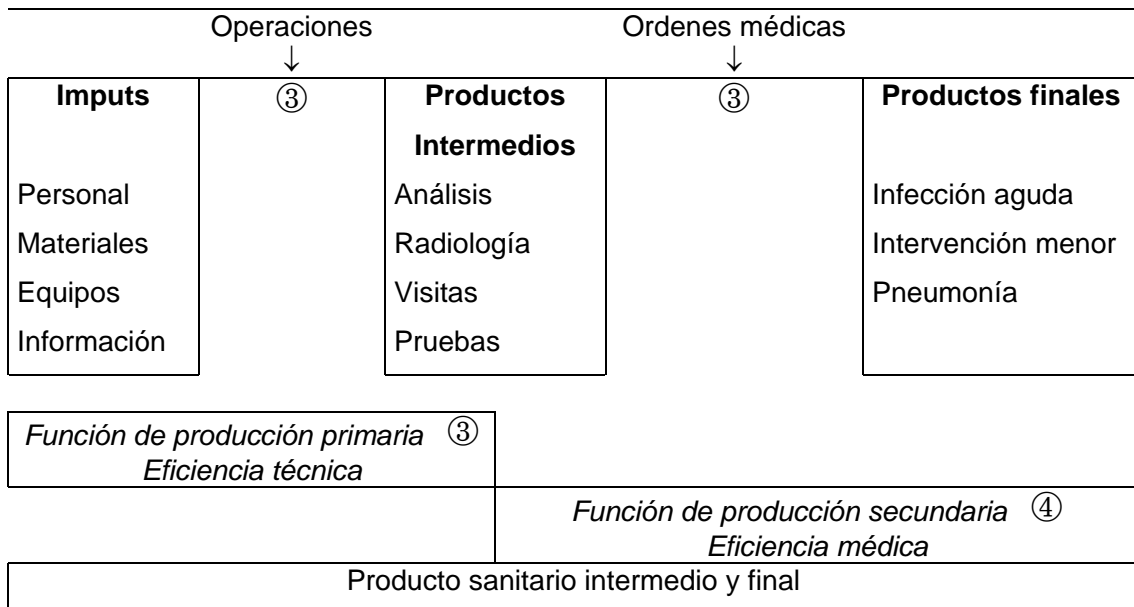 Operaciones Ordenes médicas
↓ ↓
Imputs ③ Productos ③ Productos finales
Intermedios
Personal Análisis Infección aguda
Materiales Radiología Intervención menor
Equipos Visitas Pneumonía
Información Pruebas
Función de producción primaria ③
Eficiencia técnica
Función de producción secundaria ④
Eficiencia médica
Producto sanitario intermedio y final